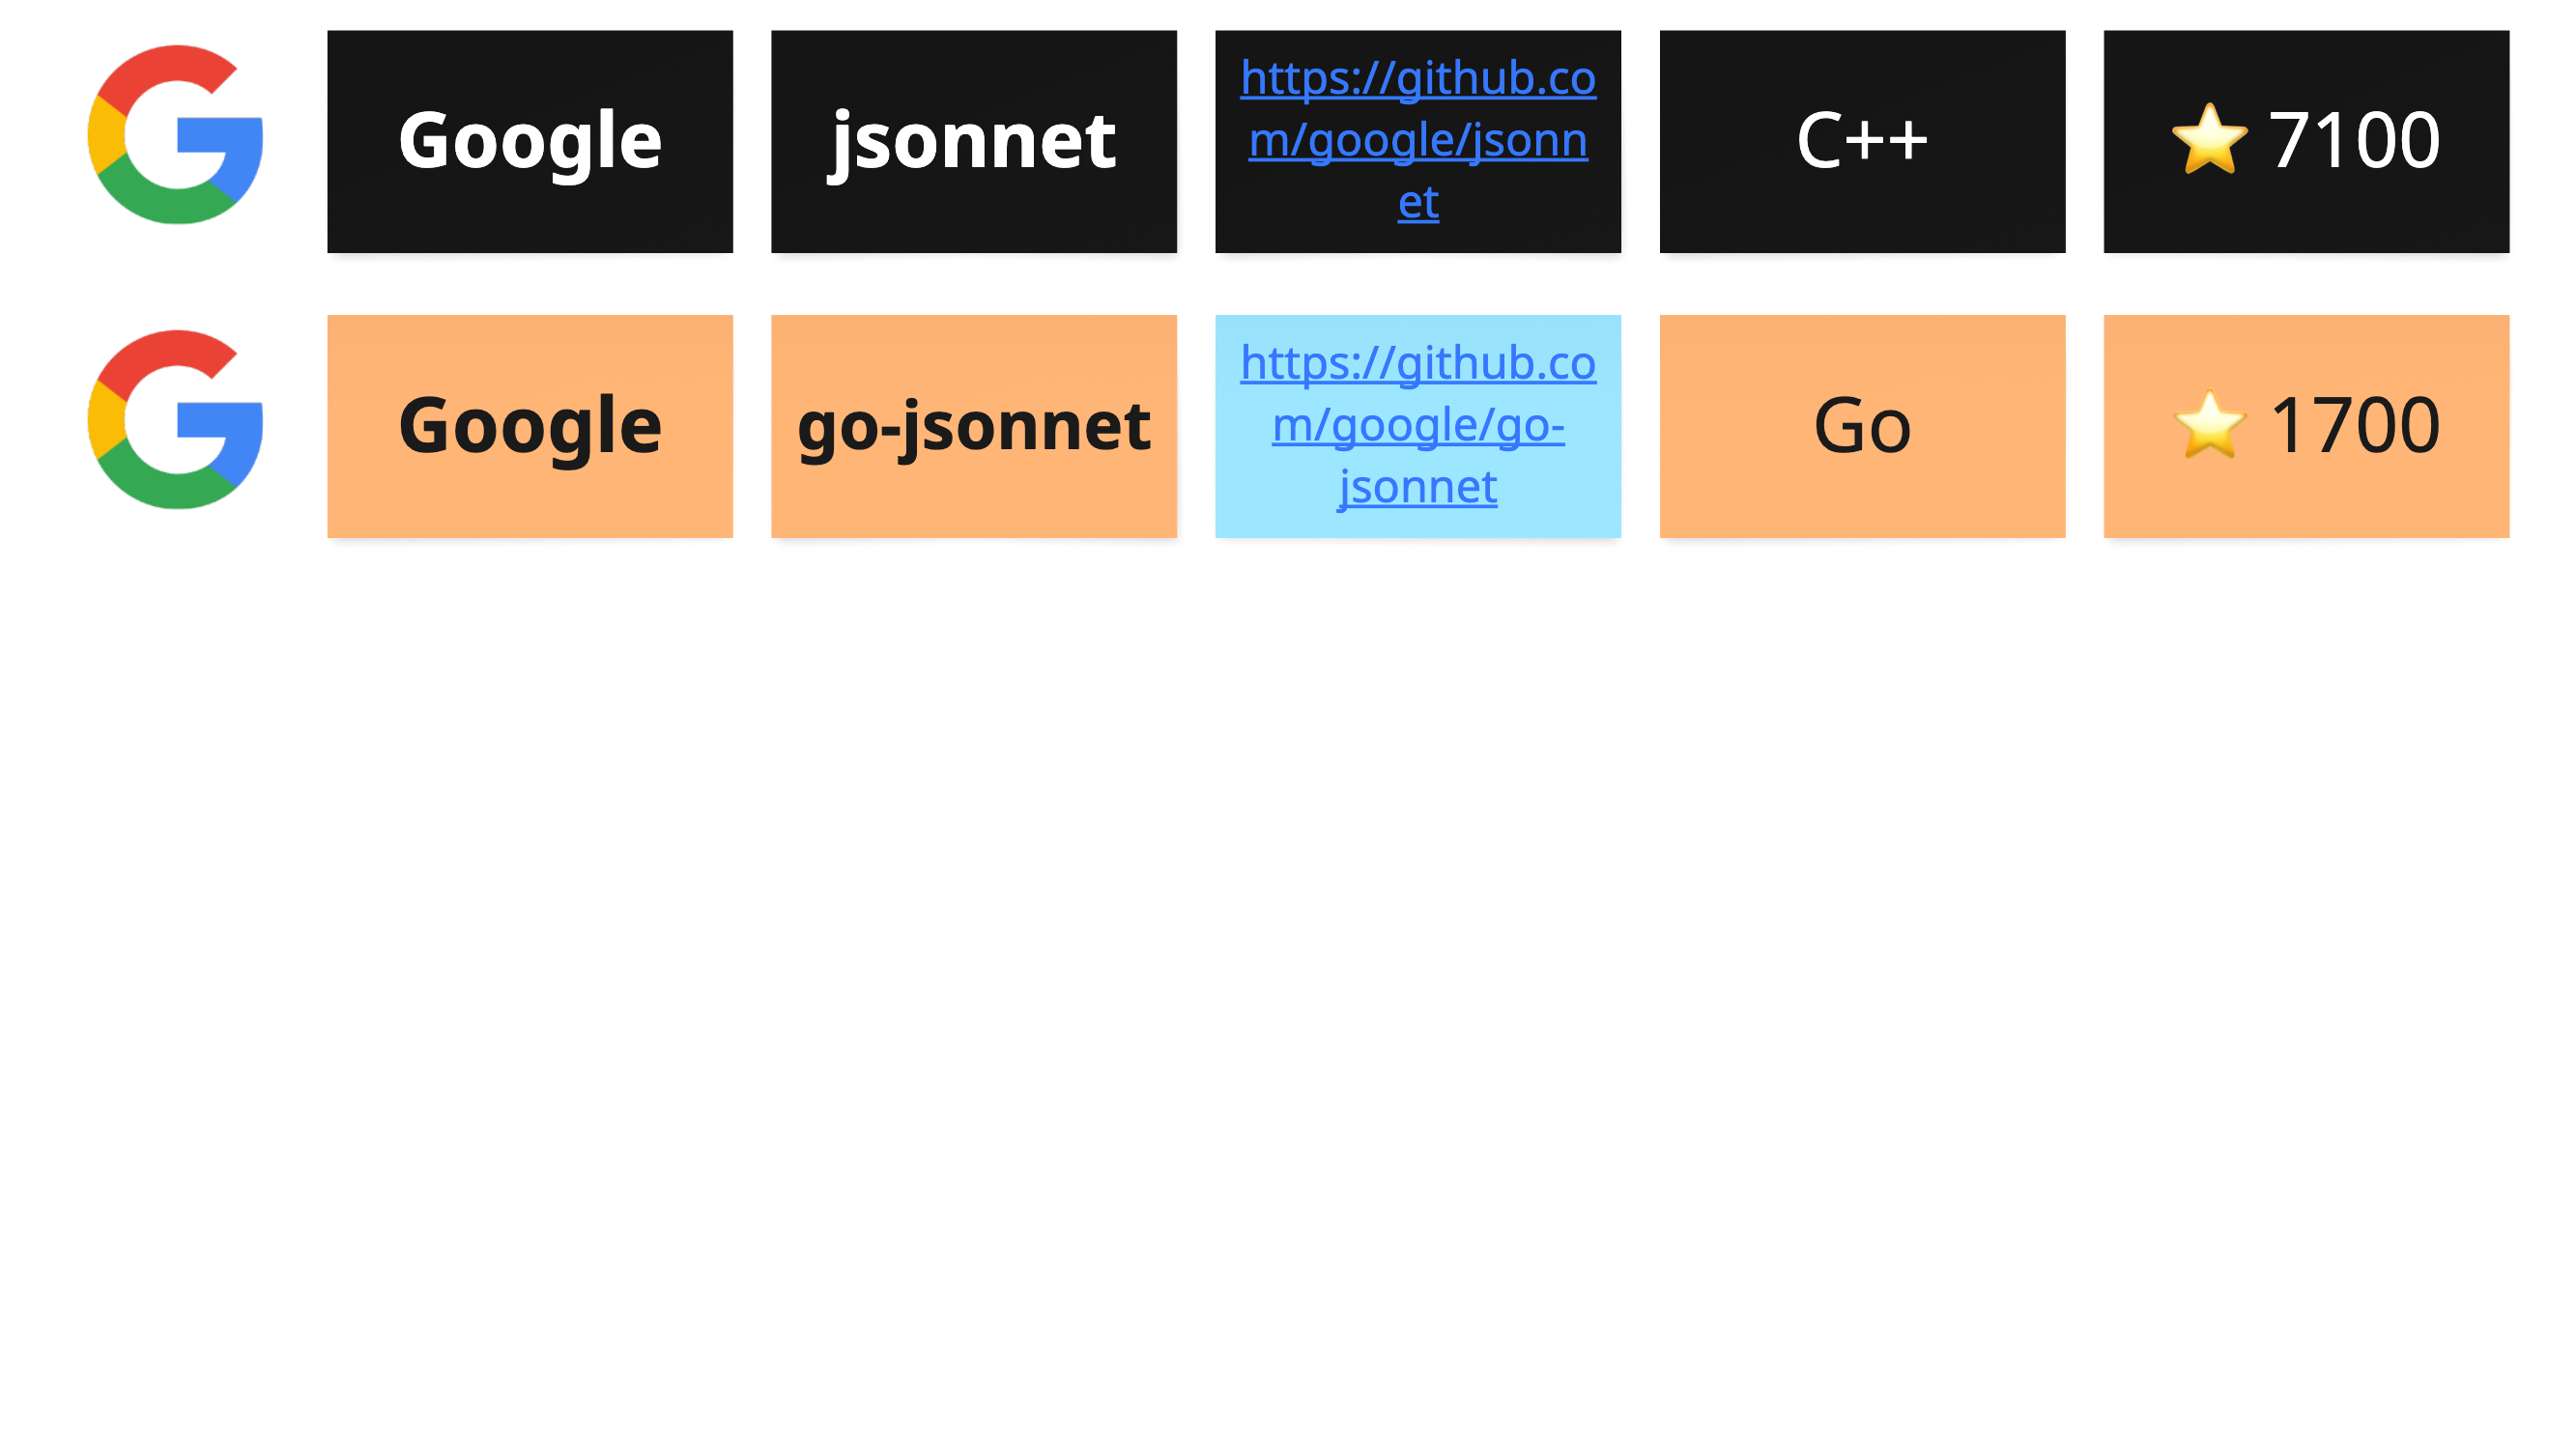 Google
jsonnet
https://github.co
m/google/jsonn
et
C++
⭐ 7100
Google
go-jsonnet
https://github.co
m/google/go-
jsonnet
Go
⭐ 1700